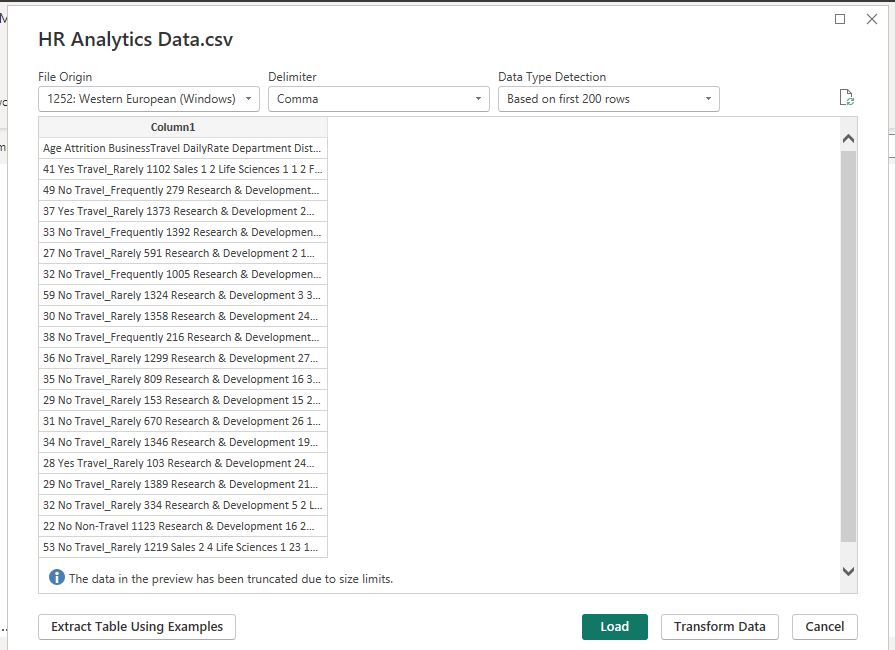 HR Analytics Data.csv
File Origin
Delimiter
Data Type Detection
1252: Western European (Windows)
Comma
Based on first 200 rows
Column1
Age Attrition BusinessTravel DailyRate Department Dist...
41 Yes Travel_Rarely 1102 Sales 1 2 Life Sciences 1 1 2 F...
49 No Travel_Frequently 279 Research & Development...
37 Yes Travel_Rarely 1373 Research & Development 2...
33 No Travel_Frequently 1392 Research & Developmen...
27 No Travel_Rarely 591 Research & Development 2 1...
32 No Travel_Frequently 1005 Research & Developmen...
59 No Travel_Rarely 1324 Research & Development 3 3...
30 No Travel_Rarely 1358 Research & Development 24...
38 No Travel_Frequently 216 Research & Development...
36 No Travel_Rarely 1299 Research & Development 27...
35 No Travel_Rarely 809 Research & Development 16 3...
29 No Travel_Rarely 153 Research & Development 15 2...
31 No Travel_Rarely 670 Research & Development 26 1...
34 No Travel_Rarely 1346 Research & Development 19...
28 Yes Travel_Rarely 103 Research & Development 24...
29 No Travel_Rarely 1389 Research & Development 21...
32 No Travel_Rarely 334 Research & Development 5 2 L...
22 No Non-Travel 1123 Research & Development 16 2...
53 No Travel_Rarely 1219 Sales 2 4 Life Sciences 1 23 1...
The data in the preview has been truncated due to size limits.
Extract Table Using Examples
Load
Transform Data
Cancel